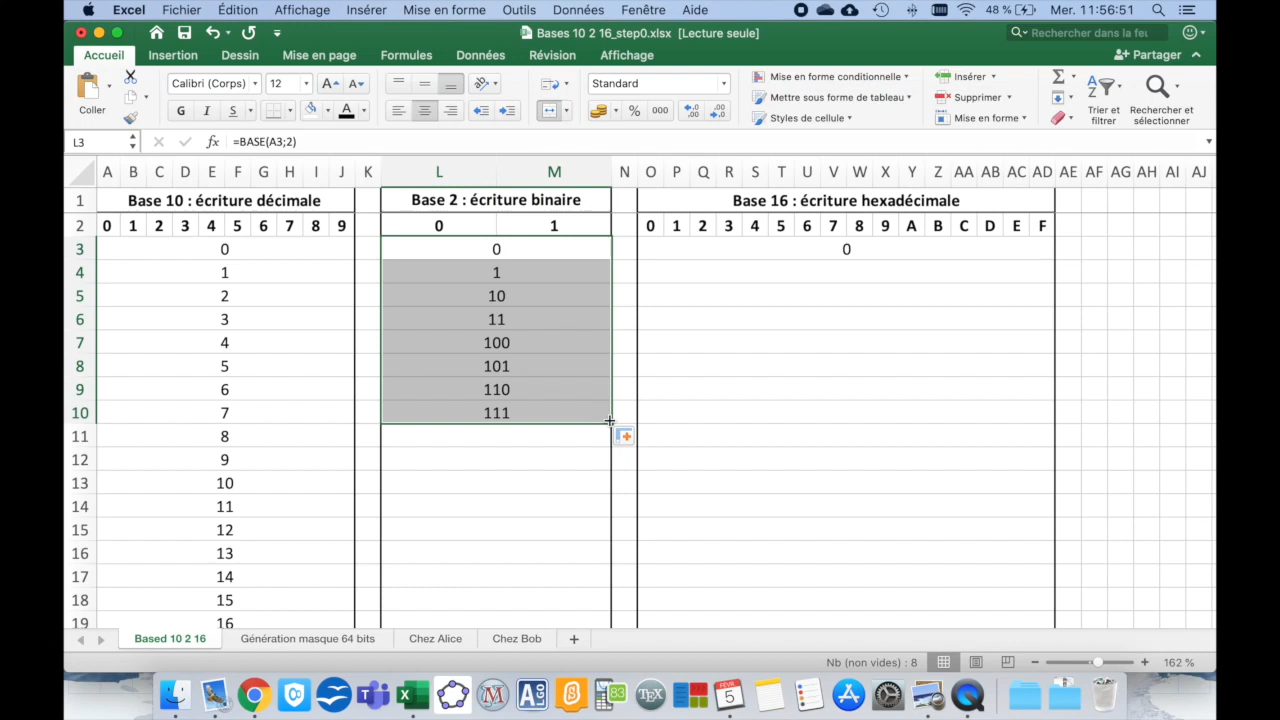 Excel Fichier Édition Affichage Insérer Mise en forme Outils Données Fenêtre Aide 48 % Mer. 11:56:51
Bases 10 2 16_step0.xlsx [Lecture seule]
Rechercher dans la feu
Accueil Insertion Dessin Mise en page Formules Données Révision Affichage Partager
Coller
Calibri (Corps) 12 A A
G I S A
Standard
% 000
Mise en forme conditionnelle
Mettre sous forme de tableau
Styles de cellule
Insérer
Supprimer
Mise en forme
Trier et filtrer
Rechercher et sélectionner
L3 fx =BASE(A3;2)
A B C D E F G H I J K L M N O P Q R S T U V W X Y Z AA AB AC AD AE AF AG AH AI AJ
1 Base 10 : écriture décimale Base 2 : écriture binaire Base 16 : écriture hexadécimale
2 0 1 2 3 4 5 6 7 8 9 0 1 0 1 2 3 4 5 6 7 8 9 A B C D E F
3 0 0 0
4 1 1
5 2 10
6 3 11
7 4 100
8 5 101
9 6 110
10 7 111
11 8
12 9
13 10
14 11
15 12
16 13
17 14
18 15
19 16
Based 10 2 16 Génération masque 64 bits Chez Alice Chez Bob
Nb (non vides) : 8 162 %